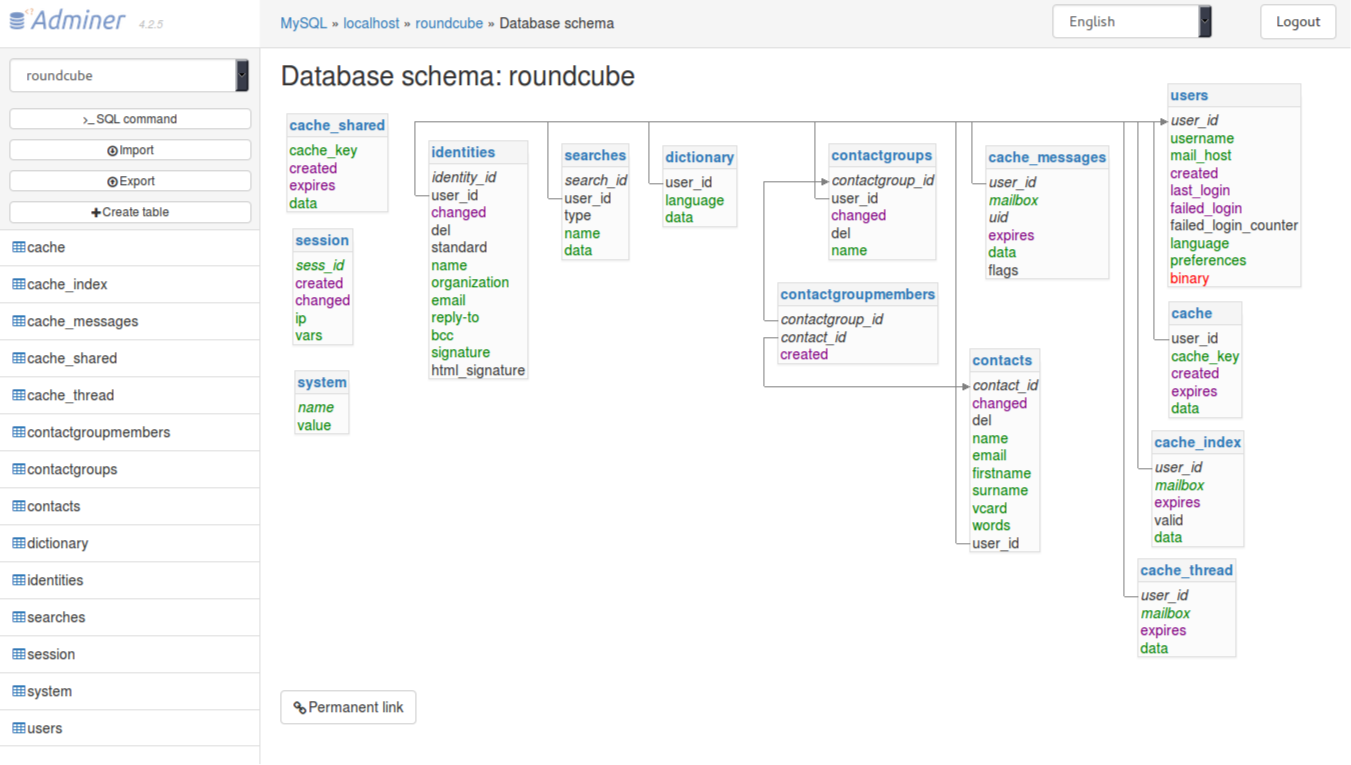 Adminer 4.2.5
MySQL » localhost » roundcube » Database schema
English
Logout
roundcube
>_ SQL command
Import
Export
Create table
cache
cache_index
cache_messages
cache_shared
cache_thread
contactgroupmembers
contactgroups
contacts
dictionary
identities
searches
session
system
users
Database schema: roundcube
cache_shared
cache_key
created
expires
data
session
sess_id
created
changed
ip
vars
system
name
value
identities
identity_id
user_id
changed
del
standard
name
organization
email
reply-to
bcc
signature
html_signature
searches
search_id
user_id
type
name
data
dictionary
user_id
language
data
contactgroups
contactgroup_id
user_id
changed
del
name
contactgroupmembers
contactgroup_id
contact_id
created
cache_messages
user_id
mailbox
uid
expires
data
flags
contacts
contact_id
changed
del
name
email
firstname
surname
vcard
words
user_id
users
user_id
username
mail_host
created
last_login
failed_login
failed_login_counter
language
preferences
binary
cache
user_id
cache_key
created
expires
data
cache_index
user_id
mailbox
expires
valid
data
cache_thread
user_id
mailbox
expires
data
Permanent link